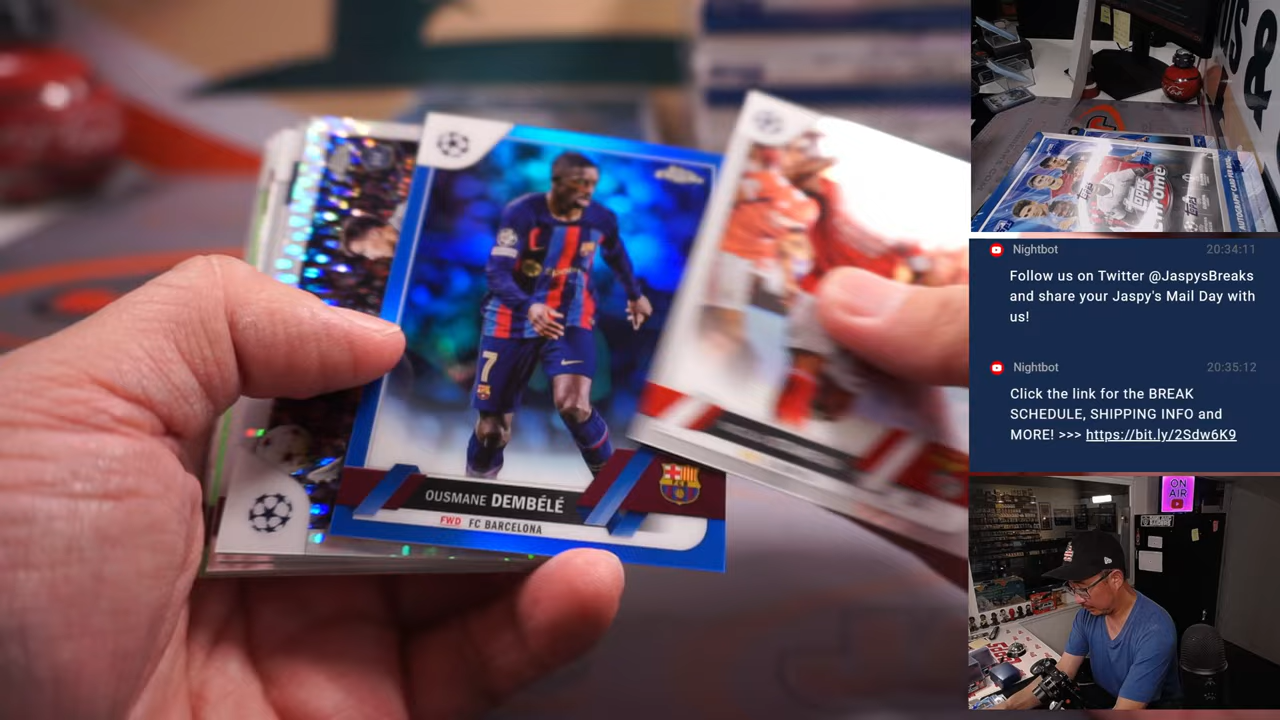 7
OUSMANE DEMBÉLÉ
FWD FC BARCELONA
Nightbot 20:34:11
Follow us on Twitter @JaspysBreaks
and share your Jaspy's Mail Day with
us!
Nightbot 20:35:12
Click the link for the BREAK
SCHEDULE, SHIPPING INFO and
MORE! >>> https://bit.ly/2Sdw6K9
ON
AIR